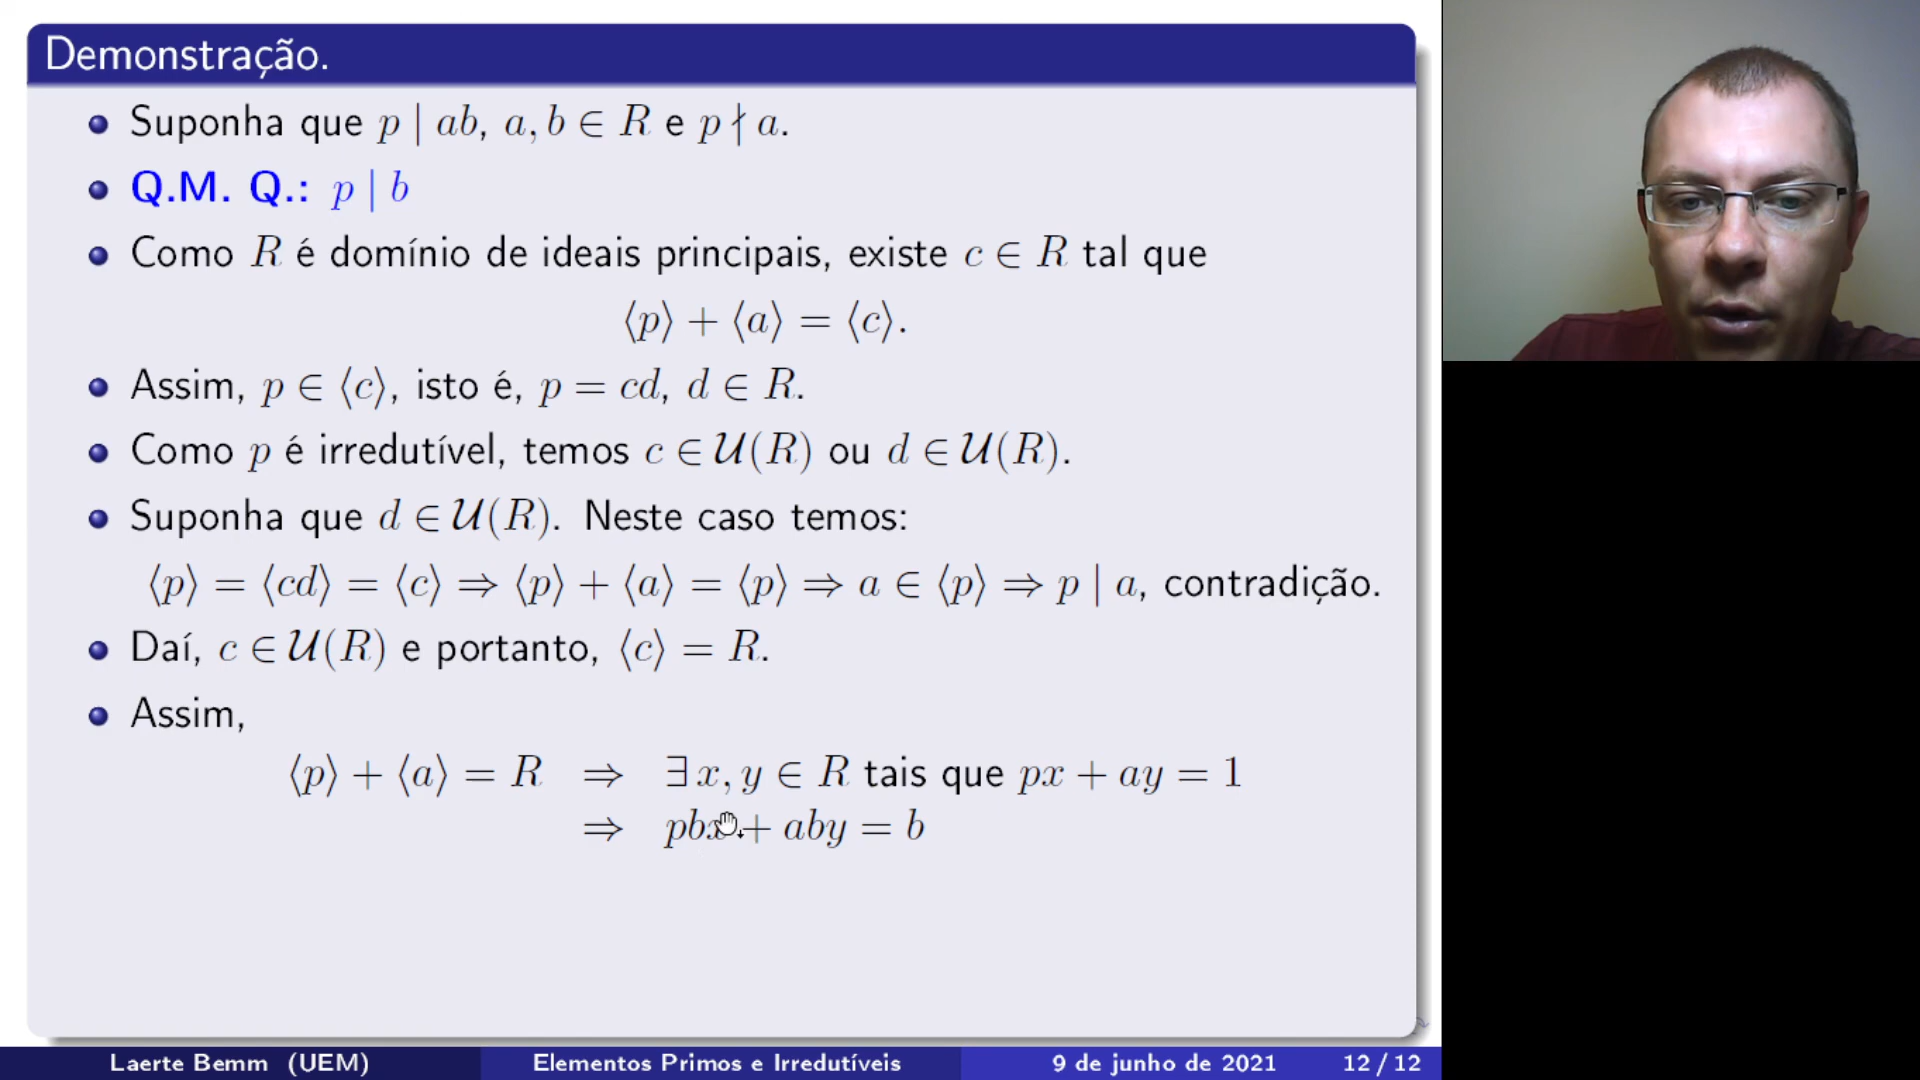 Demonstração.
Suponha que p | ab, a, b ∈ R e p ∤ a.
Q.M. Q.: p | b
Como R é domínio de ideais principais, existe c ∈ R tal que
⟨p⟩ + ⟨a⟩ = ⟨c⟩.
Assim, p ∈ ⟨c⟩, isto é, p = cd, d ∈ R.
Como p é irredutível, temos c ∈ 𝒰(R) ou d ∈ 𝒰(R).
Suponha que d ∈ 𝒰(R). Neste caso temos:
⟨p⟩ = ⟨cd⟩ = ⟨c⟩ ⇒ ⟨p⟩ + ⟨a⟩ = ⟨p⟩ ⇒ a ∈ ⟨p⟩ ⇒ p | a, contradição.
Daí, c ∈ 𝒰(R) e portanto, ⟨c⟩ = R.
Assim,
⟨p⟩ + ⟨a⟩ = R ⇒ ∃ x, y ∈ R tais que px + ay = 1
⇒ pbx + aby = b
Laerte Bemm (UEM) Elementos Primos e Irredutíveis 9 de junho de 2021 12 / 12